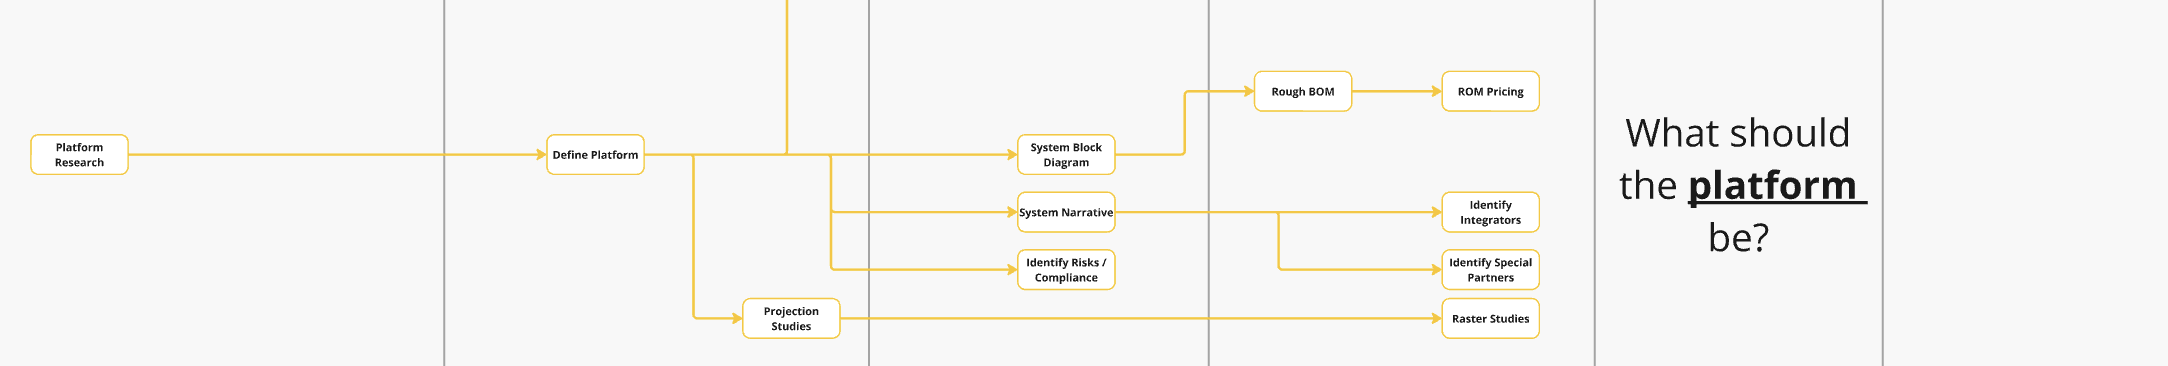 Platform
Research
Define Platform
Projection
Studies
System Block
Diagram
System Narrative
Identify Risks /
Compliance
Rough BOM
ROM Pricing
Identify
Integrators
Identify Special
Partners
Raster Studies
What should
the platform
be?